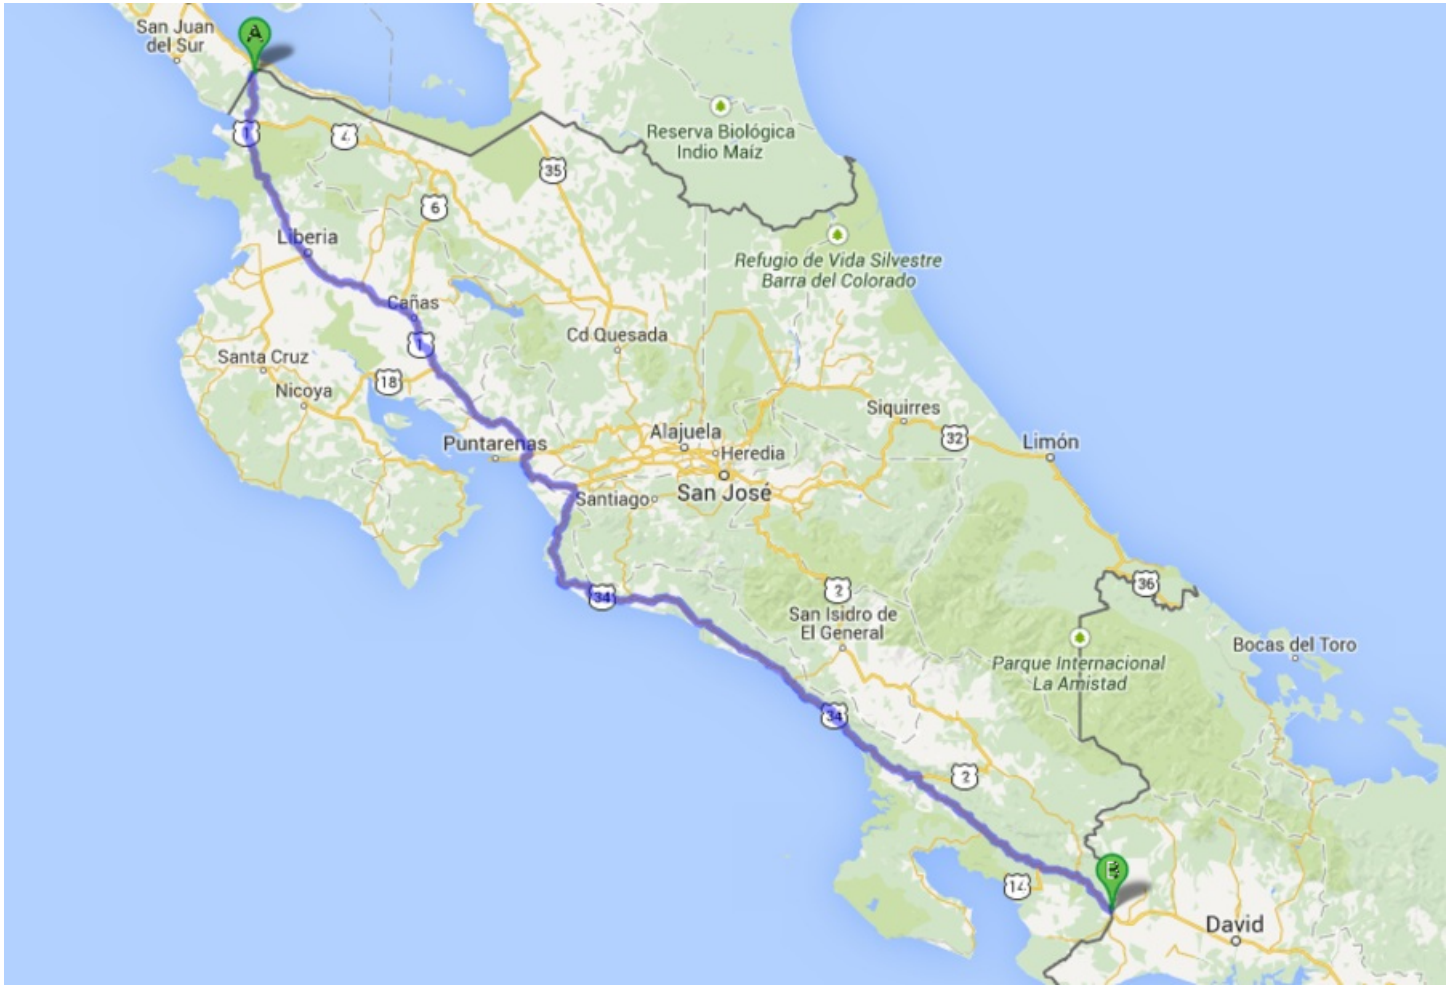 San Juan
del Sur
A
1
4
35
Reserva Biológica
Indio Maíz
6
Liberia
Refugio de Vida Silvestre
Barra del Colorado
Cañas
1
Cd Quesada
Santa Cruz
18
Nicoya
Siquirres
Alajuela
32
Limón
Puntarenas
Heredia
San José
Santiago
36
2
34
San Isidro de
El General
Bocas del Toro
Parque Internacional
La Amistad
34
2
14
David